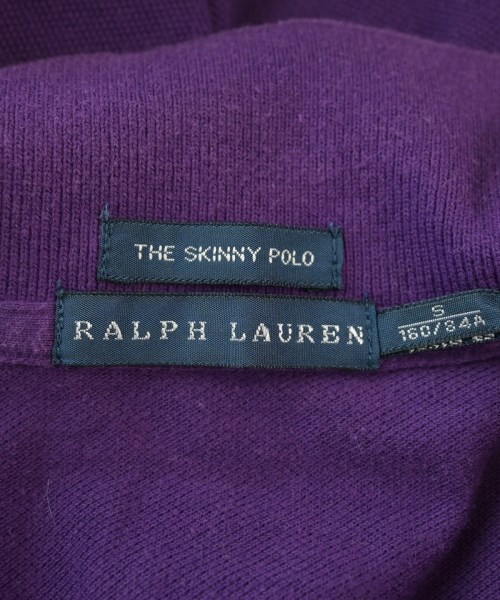 THE SKINNY POLO
RALPH LAUREN
S
160/84A